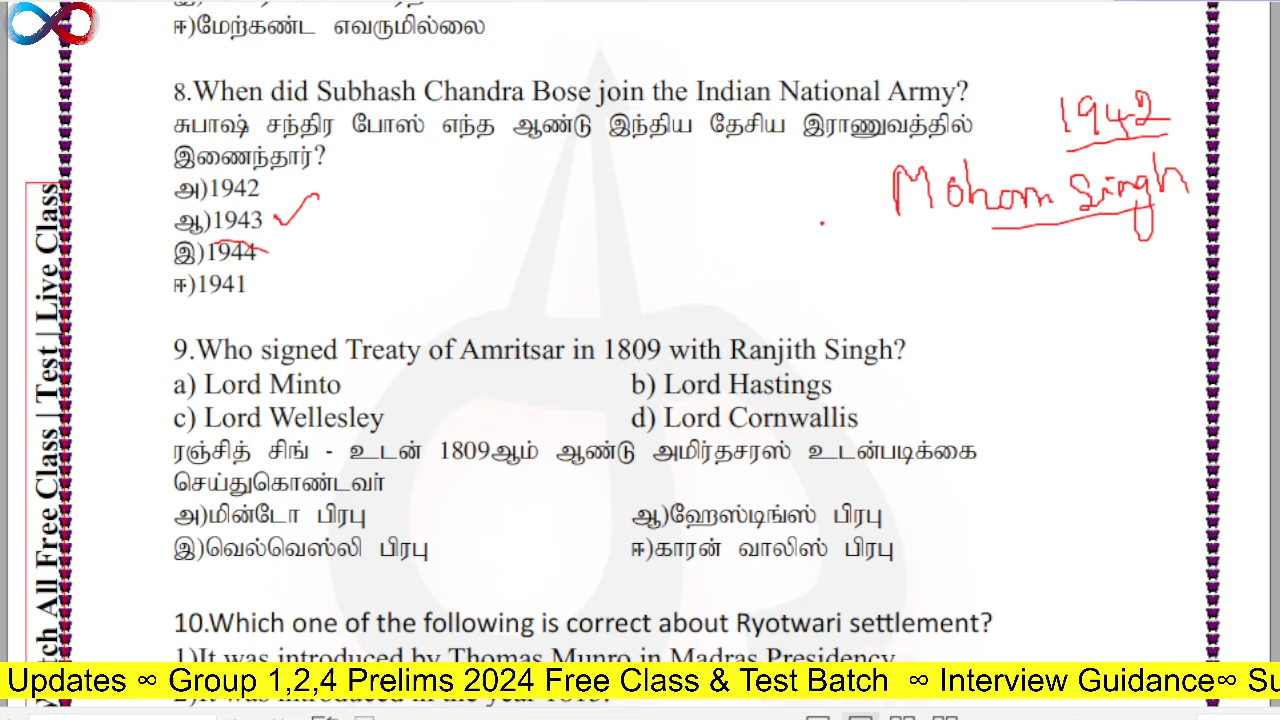 ஈ)மேற்கண்ட எவருமில்லை
8.When did Subhash Chandra Bose join the Indian National Army?
சுபாஷ் சந்திர போஸ் எந்த ஆண்டு இந்திய தேசிய இராணுவத்தில்
இணைந்தார்?
அ)1942
ஆ)1943
இ)1944
ஈ)1941
1942
Moham Singh
9.Who signed Treaty of Amritsar in 1809 with Ranjith Singh?
a) Lord Minto b) Lord Hastings
c) Lord Wellesley d) Lord Cornwallis
ரஞ்சித் சிங் - உடன் 1809ஆம் ஆண்டு அமிர்தசரஸ் உடன்படிக்கை
செய்துகொண்டவர்
அ)மின்டோ பிரபு ஆ)ஹேஸ்டிங்ஸ் பிரபு
இ)வெல்வெஸ்லி பிரபு ஈ)காரன் வாலிஸ் பிரபு
10.Which one of the following is correct about Ryotwari settlement?
1)It was introduced by Thomas Munro in Madras Presidency
tch All Free Class | Test | Live Class
Updates ∞ Group 1,2,4 Prelims 2024 Free Class & Test Batch ∞ Interview Guidance∞ Su